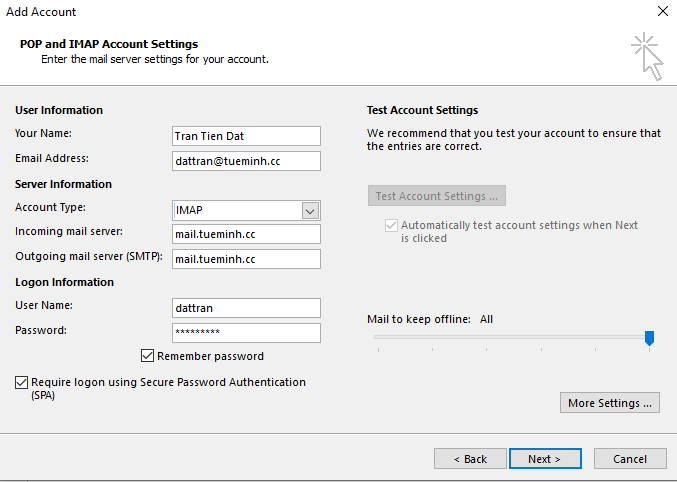 Add Account
POP and IMAP Account Settings
Enter the mail server settings for your account.
User Information
Your Name:
Tran Tien Dat
Email Address:
dattran@tueminh.cc
Server Information
Account Type:
IMAP
Incoming mail server:
mail.tueminh.cc
Outgoing mail server (SMTP):
mail.tueminh.cc
Logon Information
User Name:
dattran
Password:
*********
Remember password
Require logon using Secure Password Authentication
(SPA)
Test Account Settings
We recommend that you test your account to ensure that
the entries are correct.
Test Account Settings ...
Automatically test account settings when Next
is clicked
Mail to keep offline: All
More Settings ...
< Back
Next >
Cancel